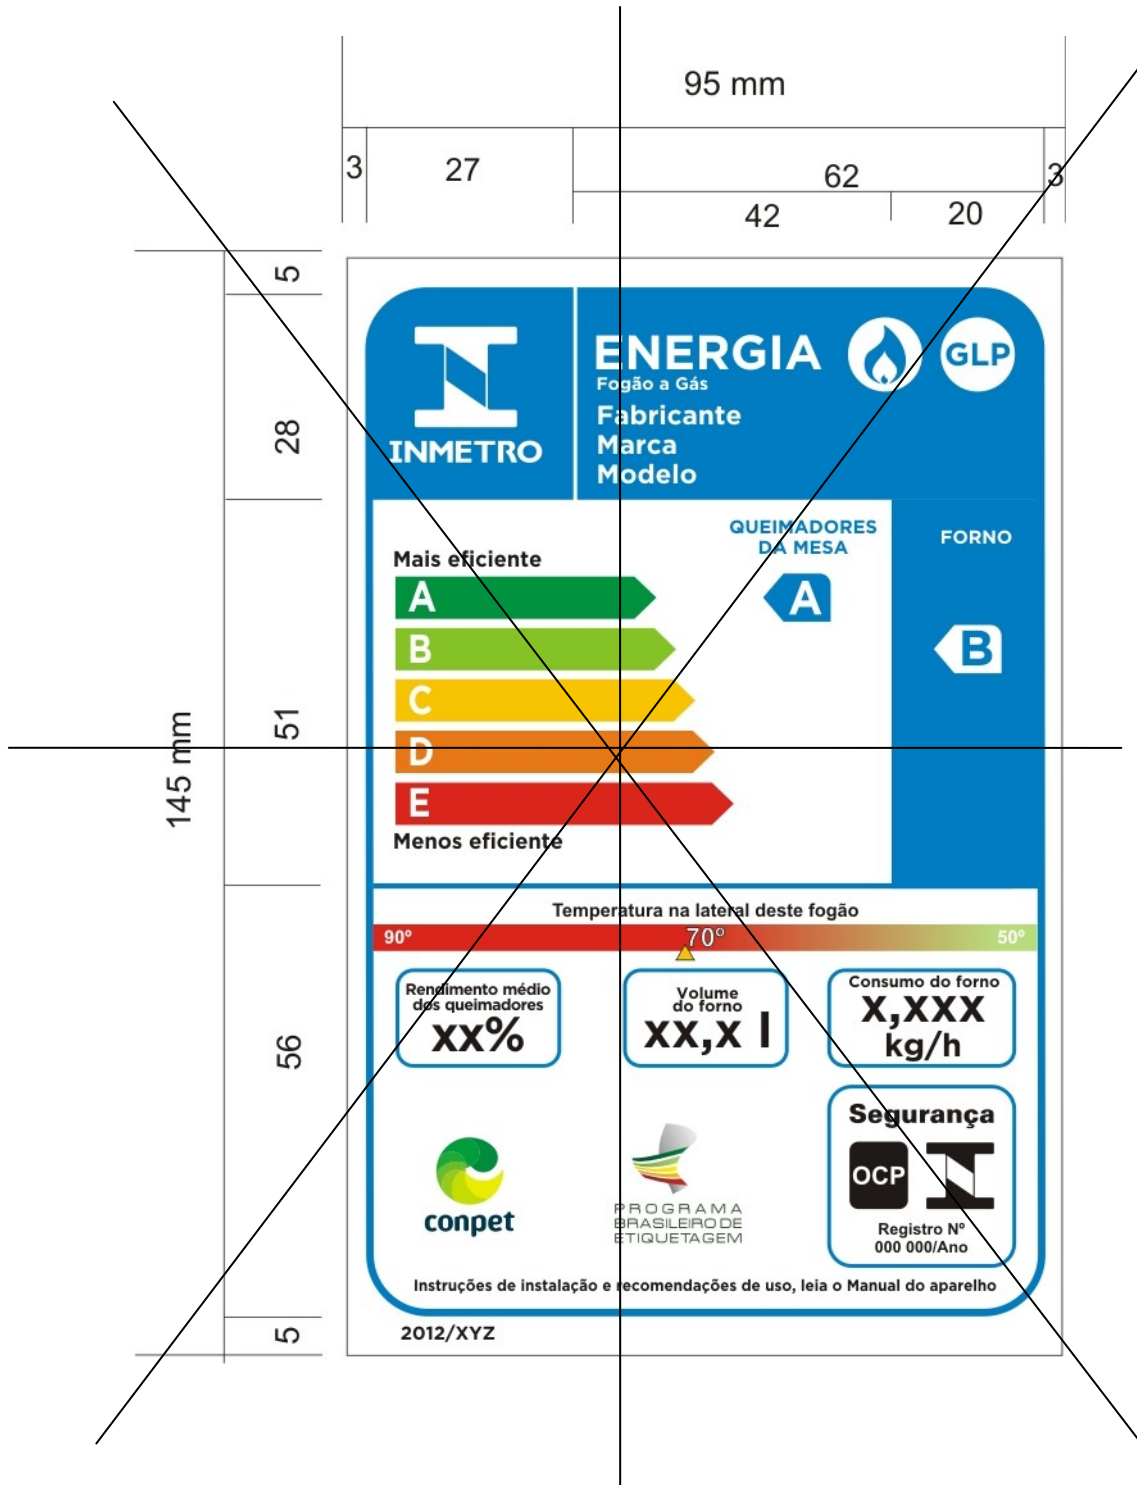 95 mm
3
27
62
3
42
20
5
28
51
145 mm
56
5
INMETRO
ENERGIA
GLP
Fogão a Gás
Fabricante
Marca
Modelo
QUEIMADORES
DA MESA
FORNO
Mais eficiente
A
A
B
B
C
D
E
Menos eficiente
Temperatura na lateral deste fogão
90º
70º
50º
Rendimento médio
dos queimadores
xx%
Volume
do forno
xx,x l
Consumo do forno
x,xxx
kg/h
conpet
PROGRAMA
BRASILEIRO DE
ETIQUETAGEM
Segurança
OCP
Registro Nº
000 000/Ano
Instruções de instalação e recomendações de uso, leia o Manual do aparelho
2012/XYZ